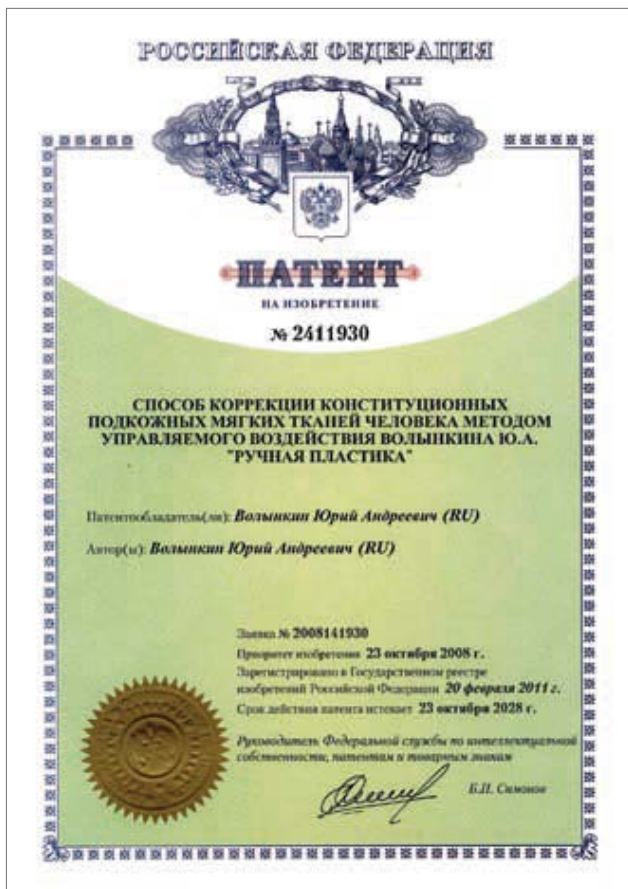 РОССИЙСКАЯ ФЕДЕРАЦИЯ
ПАТЕНТ
НА ИЗОБРЕТЕНИЕ
№ 2411930
СПОСОБ КОРРЕКЦИИ КОНСТИТУЦИОННЫХ
ПОДКОЖНЫХ МЯГКИХ ТКАНЕЙ ЧЕЛОВЕКА МЕТОДОМ
УПРАВЛЯЕМОГО ВОЗДЕЙСТВИЯ ВОЛЫНКИНА Ю.А.
"РУЧНАЯ ПЛАСТИКА"
Патентообладатель(ли): Волынкин Юрий Андреевич (RU)
Автор(ы): Волынкин Юрий Андреевич (RU)
Заявка № 2008141930
Приоритет изобретения 23 октября 2008 г.
Зарегистрировано в Государственном реестре
изобретений Российской Федерации 20 февраля 2011 г.
Срок действия патента истекает 23 октября 2028 г.
Руководитель Федеральной службы по интеллектуальной
собственности, патентам и товарным знакам
Б.П. Симонов